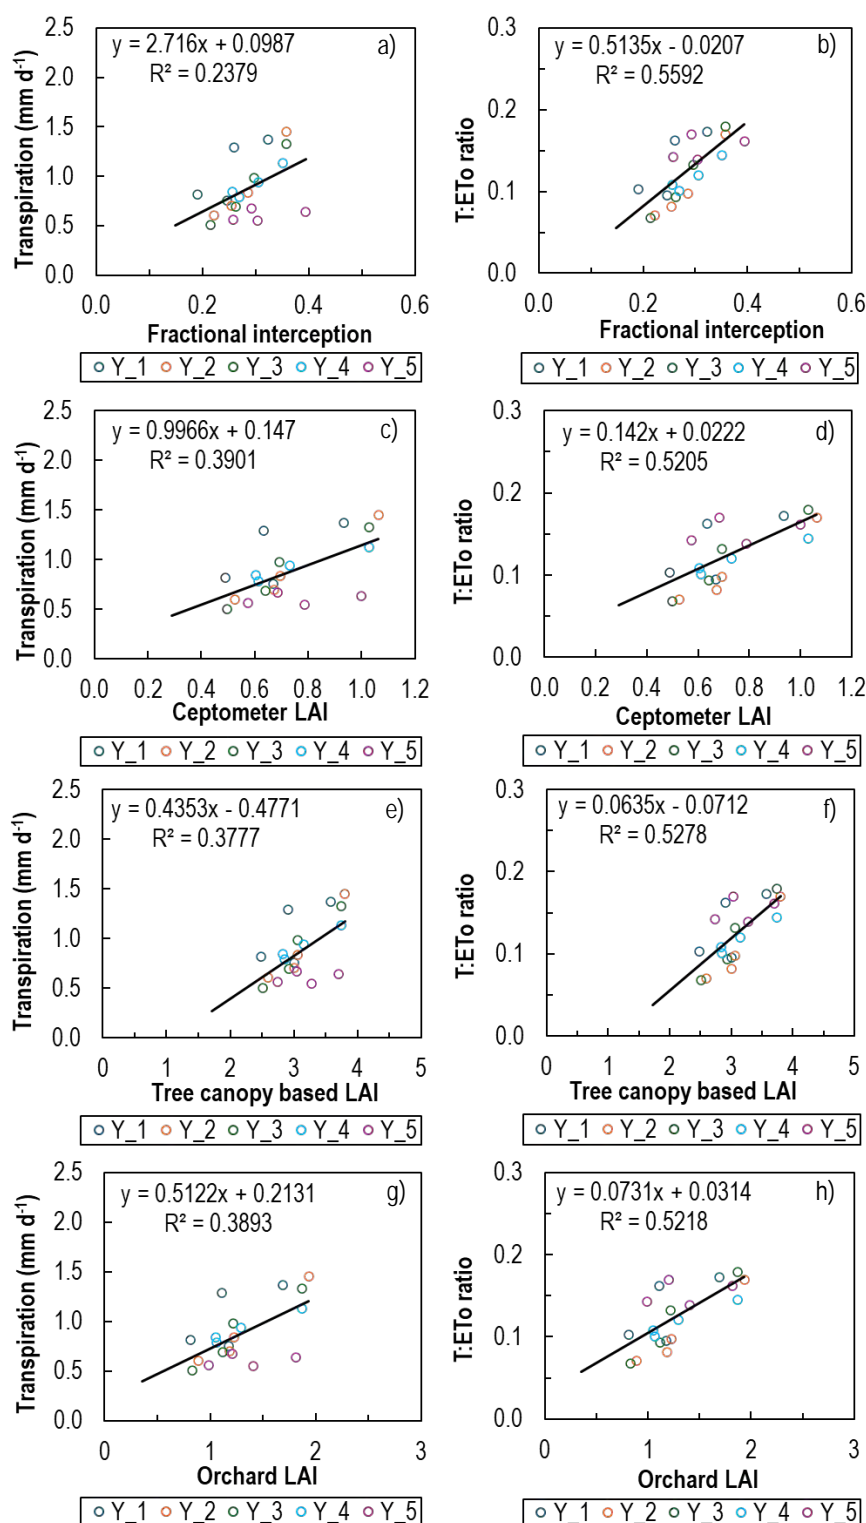 y = 2.716x + 0.0987
R² = 0.2379
a)
Transpiration (mm d⁻¹)
2.5
2.0
1.5
1.0
0.5
0.0
0.0 0.2 0.4 0.6
Fractional interception
Y_1 Y_2 Y_3 Y_4 Y_5
y = 0.5135x - 0.0207
R² = 0.5592
b)
T:ETo ratio
0.3
0.2
0.1
0.0
0.0 0.2 0.4 0.6
Fractional interception
Y_1 Y_2 Y_3 Y_4 Y_5
y = 0.9966x + 0.147
R² = 0.3901
c)
Transpiration (mm d⁻¹)
2.5
2.0
1.5
1.0
0.5
0.0
0.0 0.2 0.4 0.6 0.8 1.0 1.2
Ceptometer LAI
Y_1 Y_2 Y_3 Y_4 Y_5
y = 0.142x + 0.0222
R² = 0.5205
d)
T:ETo ratio
0.3
0.2
0.1
0.0
0.0 0.2 0.4 0.6 0.8 1.0 1.2
Ceptometer LAI
Y_1 Y_2 Y_3 Y_4 Y_5
y = 0.4353x - 0.4771
R² = 0.3777
e)
Transpiration (mm d⁻¹)
2.5
2.0
1.5
1.0
0.5
0.0
0 1 2 3 4 5
Tree canopy based LAI
Y_1 Y_2 Y_3 Y_4 Y_5
y = 0.0635x - 0.0712
R² = 0.5278
f)
T:ETo ratio
0.3
0.2
0.1
0.0
0 1 2 3 4 5
Tree canopy based LAI
Y_1 Y_2 Y_3 Y_4 Y_5
y = 0.5122x + 0.2131
R² = 0.3893
g)
Transpiration (mm d⁻¹)
2.5
2.0
1.5
1.0
0.5
0.0
0 1 2 3
Orchard LAI
Y_1 Y_2 Y_3 Y_4 Y_5
y = 0.0731x + 0.0314
R² = 0.5218
h)
T:ETo ratio
0.3
0.2
0.1
0.0
0 1 2 3
Orchard LAI
Y_1 Y_2 Y_3 Y_4 Y_5